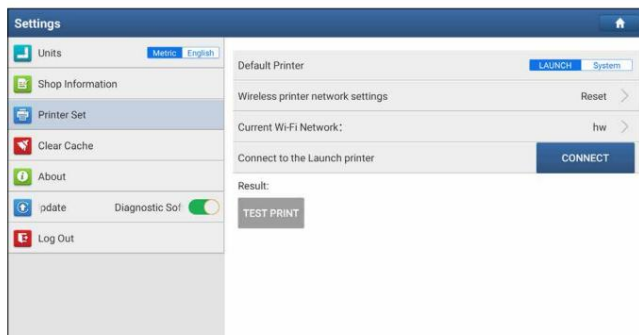 Settings
Units Metric English
Shop Information
Printer Set
Clear Cache
About
pdate Diagnostic Sof
Log Out
Default Printer LAUNCH System
Wireless printer network settings Reset
Current Wi-Fi Network: hw
Connect to the Launch printer CONNECT
Result:
TEST PRINT